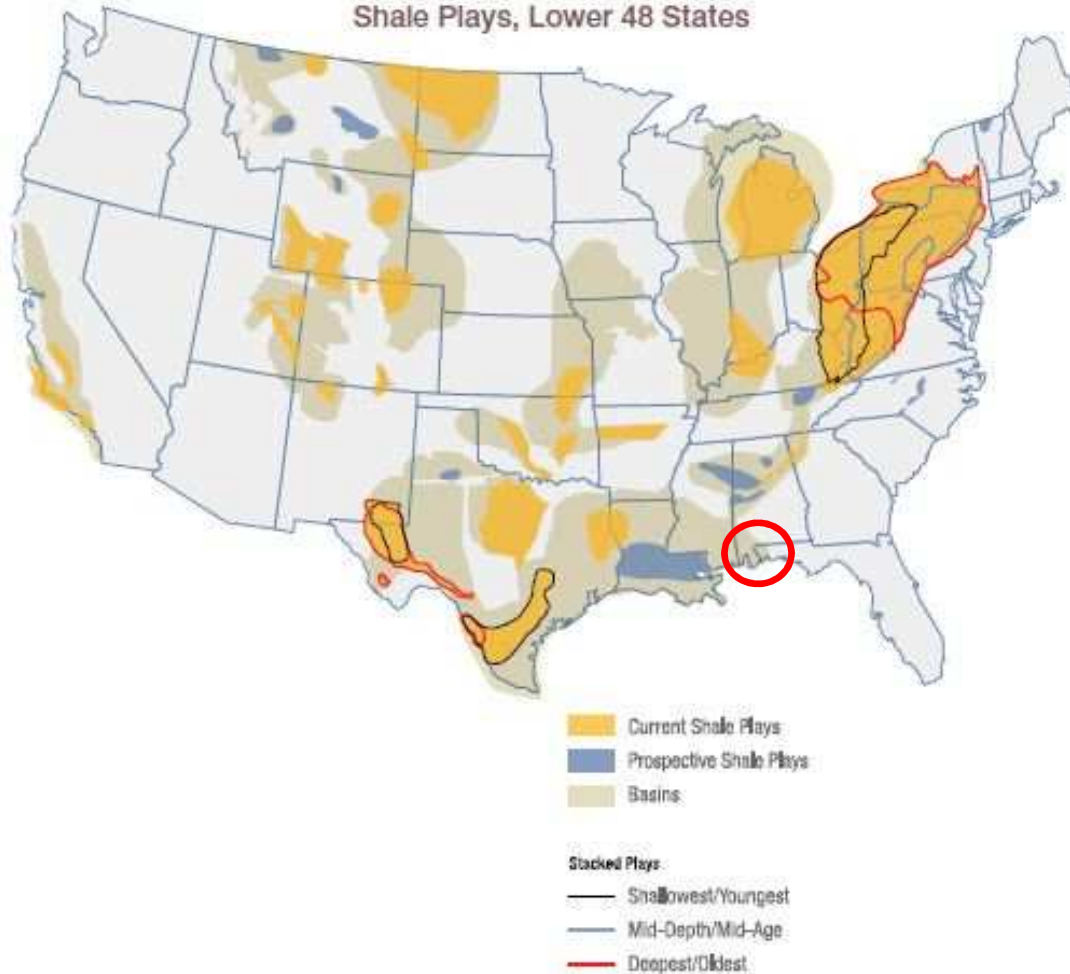 Shale Plays, Lower 48 States
Current Shale Plays
Prospective Shale Plays
Basins
Stacked Plays
Shallowest/Youngest
Mid-Depth/Mid-Age
Deepest/Oldest